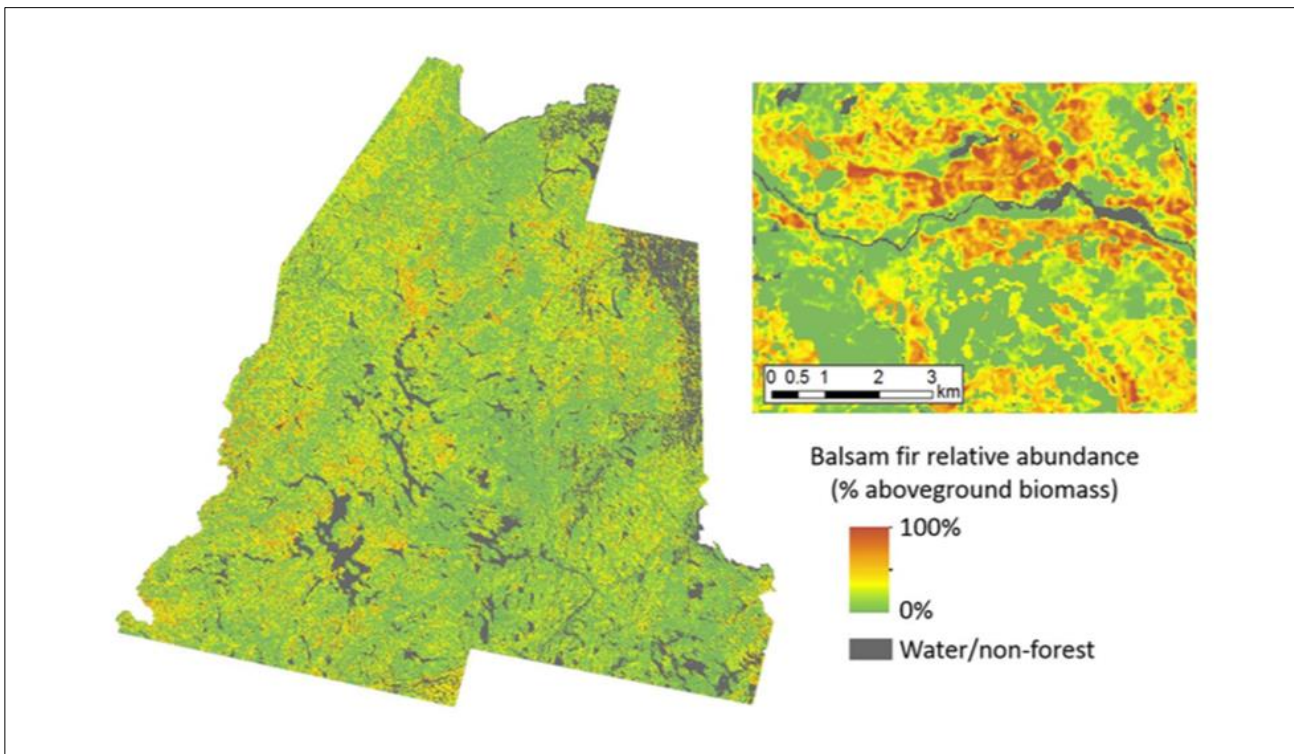 0 0.5 1 2 3
km
Balsam fir relative abundance
(% aboveground biomass)
100%
0%
Water/non-forest